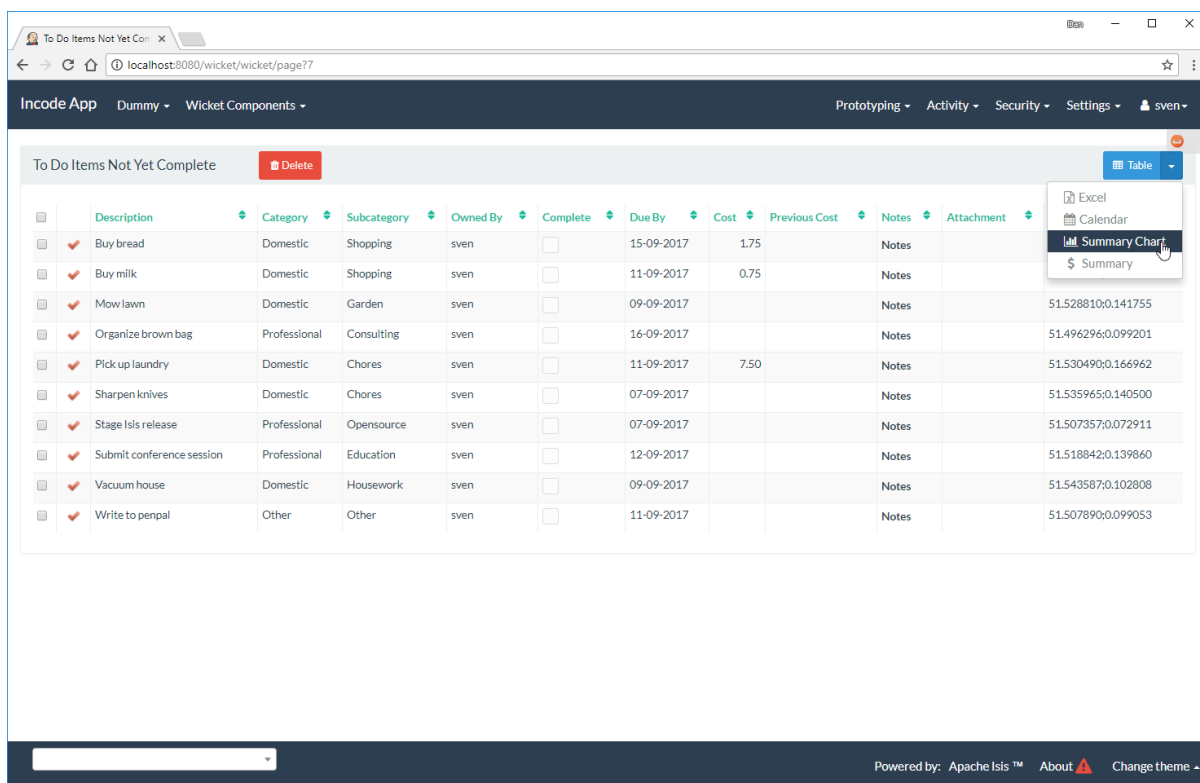 Dan
To Do Items Not Yet Com
localhost:8080/wicket/wicket/page?7
Incode App Dummy Wicket Components Prototyping Activity Security Settings sven
To Do Items Not Yet Complete Delete Table
Excel
Calendar
Summary Chart
$ Summary
Description Category Subcategory Owned By Complete Due By Cost Previous Cost Notes Attachment
Buy bread Domestic Shopping sven 15-09-2017 1.75 Notes
Buy milk Domestic Shopping sven 11-09-2017 0.75 Notes
Mow lawn Domestic Garden sven 09-09-2017 Notes 51.528810;0.141755
Organize brown bag Professional Consulting sven 16-09-2017 Notes 51.496296;0.099201
Pick up laundry Domestic Chores sven 11-09-2017 7.50 Notes 51.530490;0.166962
Sharpen knives Domestic Chores sven 07-09-2017 Notes 51.535965;0.140500
Stage Isis release Professional Opensource sven 07-09-2017 Notes 51.507357;0.072911
Submit conference session Professional Education sven 12-09-2017 Notes 51.518842;0.139860
Vacuum house Domestic Housework sven 09-09-2017 Notes 51.543587;0.102808
Write to penpal Other Other sven 11-09-2017 Notes 51.507890;0.099053
Powered by: Apache Isis ™ About Change theme